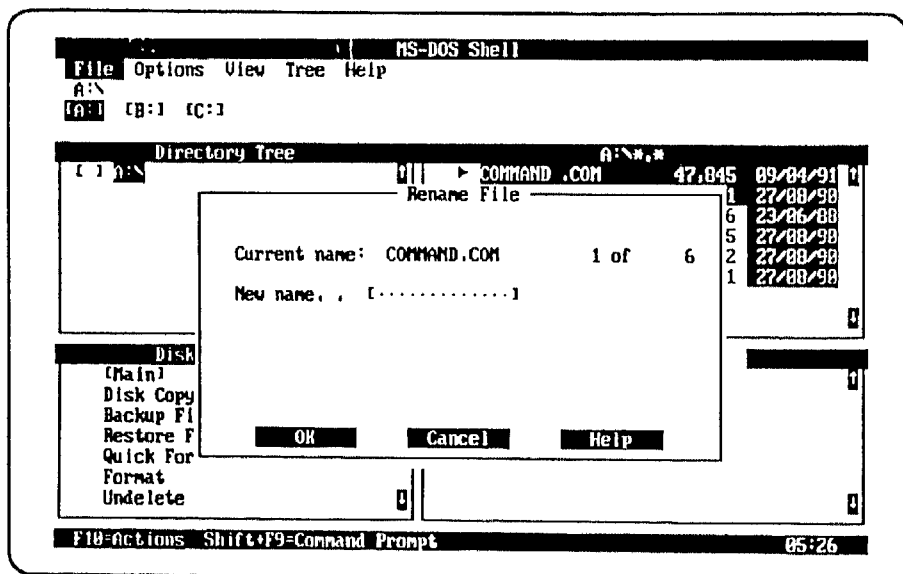 MS-DOS Shell
File Options View Tree Help
A:\
[A:] [B:] [C:]
Directory Tree
A:\*.*
[ ] A:\
► COMMAND .COM 47,845 09/04/91
1 27/08/90
6 23/06/88
5 27/08/90
2 27/08/90
1 27/08/90
Rename File
Current name: COMMAND.COM 1 of 6
New name. . [.............]
OK Cancel Help
Disk
[Main]
Disk Copy
Backup Fi
Restore F
Quick For
Format
Undelete
F10=Actions Shift+F9=Command Prompt 05:26